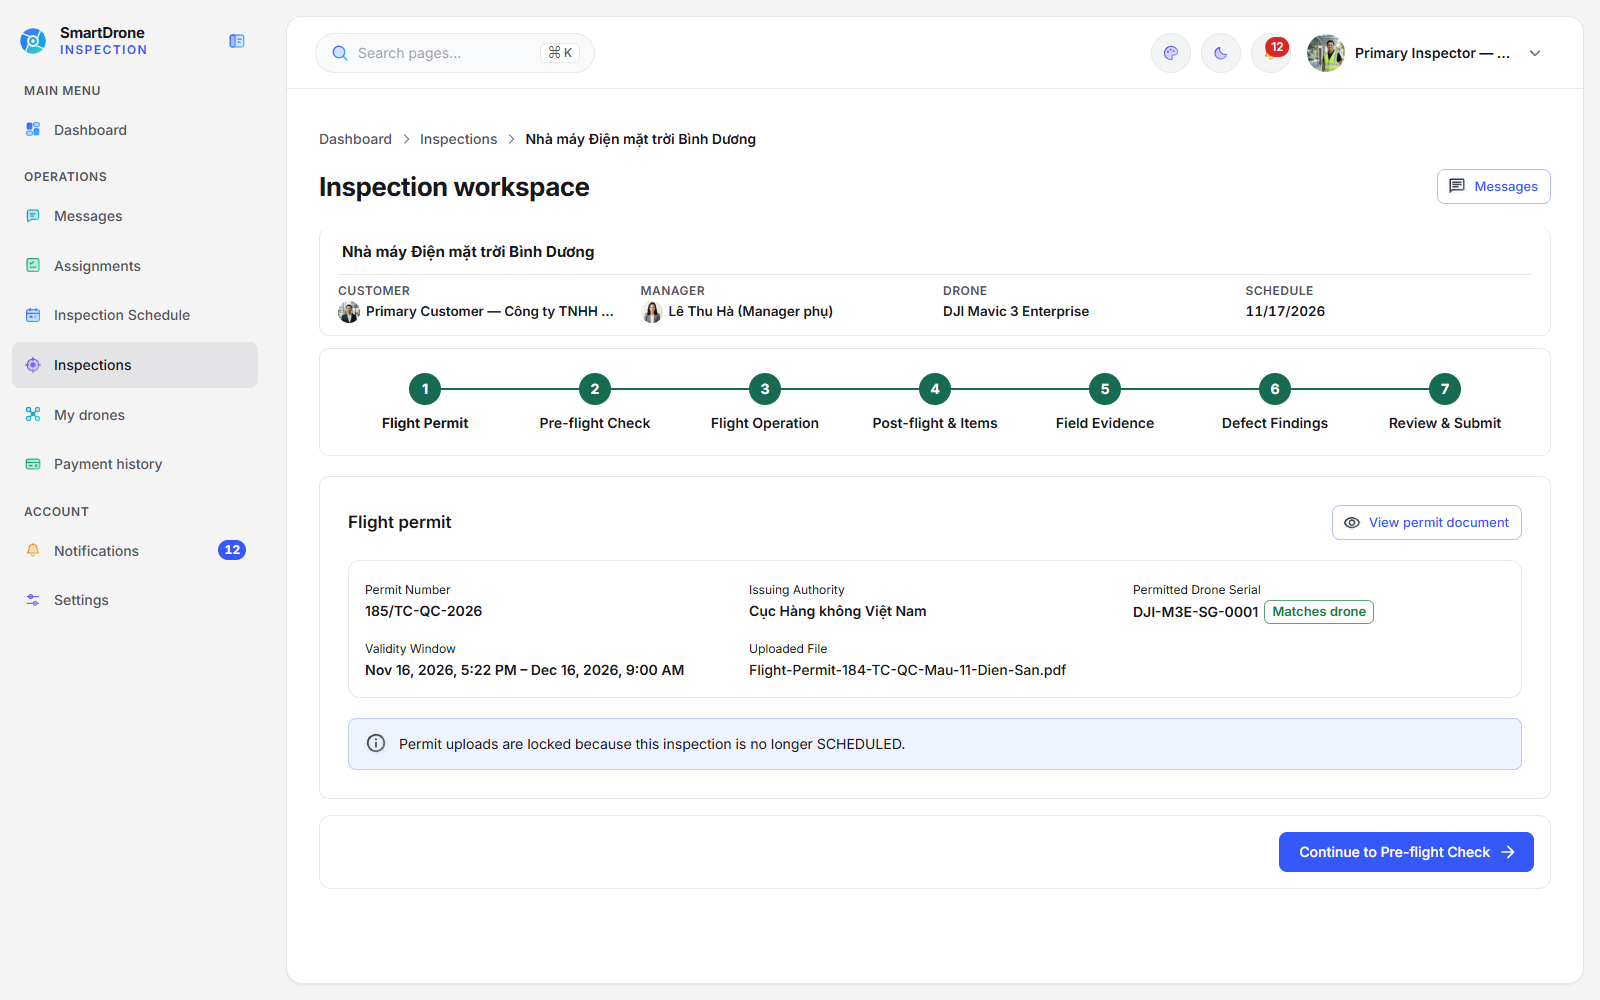 SmartDrone
INSPECTION
MAIN MENU
Dashboard
OPERATIONS
Messages
Assignments
Inspection Schedule
Inspections
My drones
Payment history
ACCOUNT
Notifications 12
Settings
Search pages... ⌘ K
12
Primary Inspector — ...
Dashboard > Inspections > Nhà máy Điện mặt trời Bình Dương
Inspection workspace
Messages
Nhà máy Điện mặt trời Bình Dương
CUSTOMER MANAGER DRONE SCHEDULE
Primary Customer — Công ty TNHH ... Lê Thu Hà (Manager phụ) DJI Mavic 3 Enterprise 11/17/2026
1 2 3 4 5 6 7
Flight Permit Pre-flight Check Flight Operation Post-flight & Items Field Evidence Defect Findings Review & Submit
Flight permit
View permit document
Permit Number Issuing Authority Permitted Drone Serial
185/TC-QC-2026 Cục Hàng không Việt Nam DJI-M3E-SG-0001 Matches drone
Validity Window Uploaded File
Nov 16, 2026, 5:22 PM – Dec 16, 2026, 9:00 AM Flight-Permit-184-TC-QC-Mau-11-Dien-San.pdf
Permit uploads are locked because this inspection is no longer SCHEDULED.
Continue to Pre-flight Check →